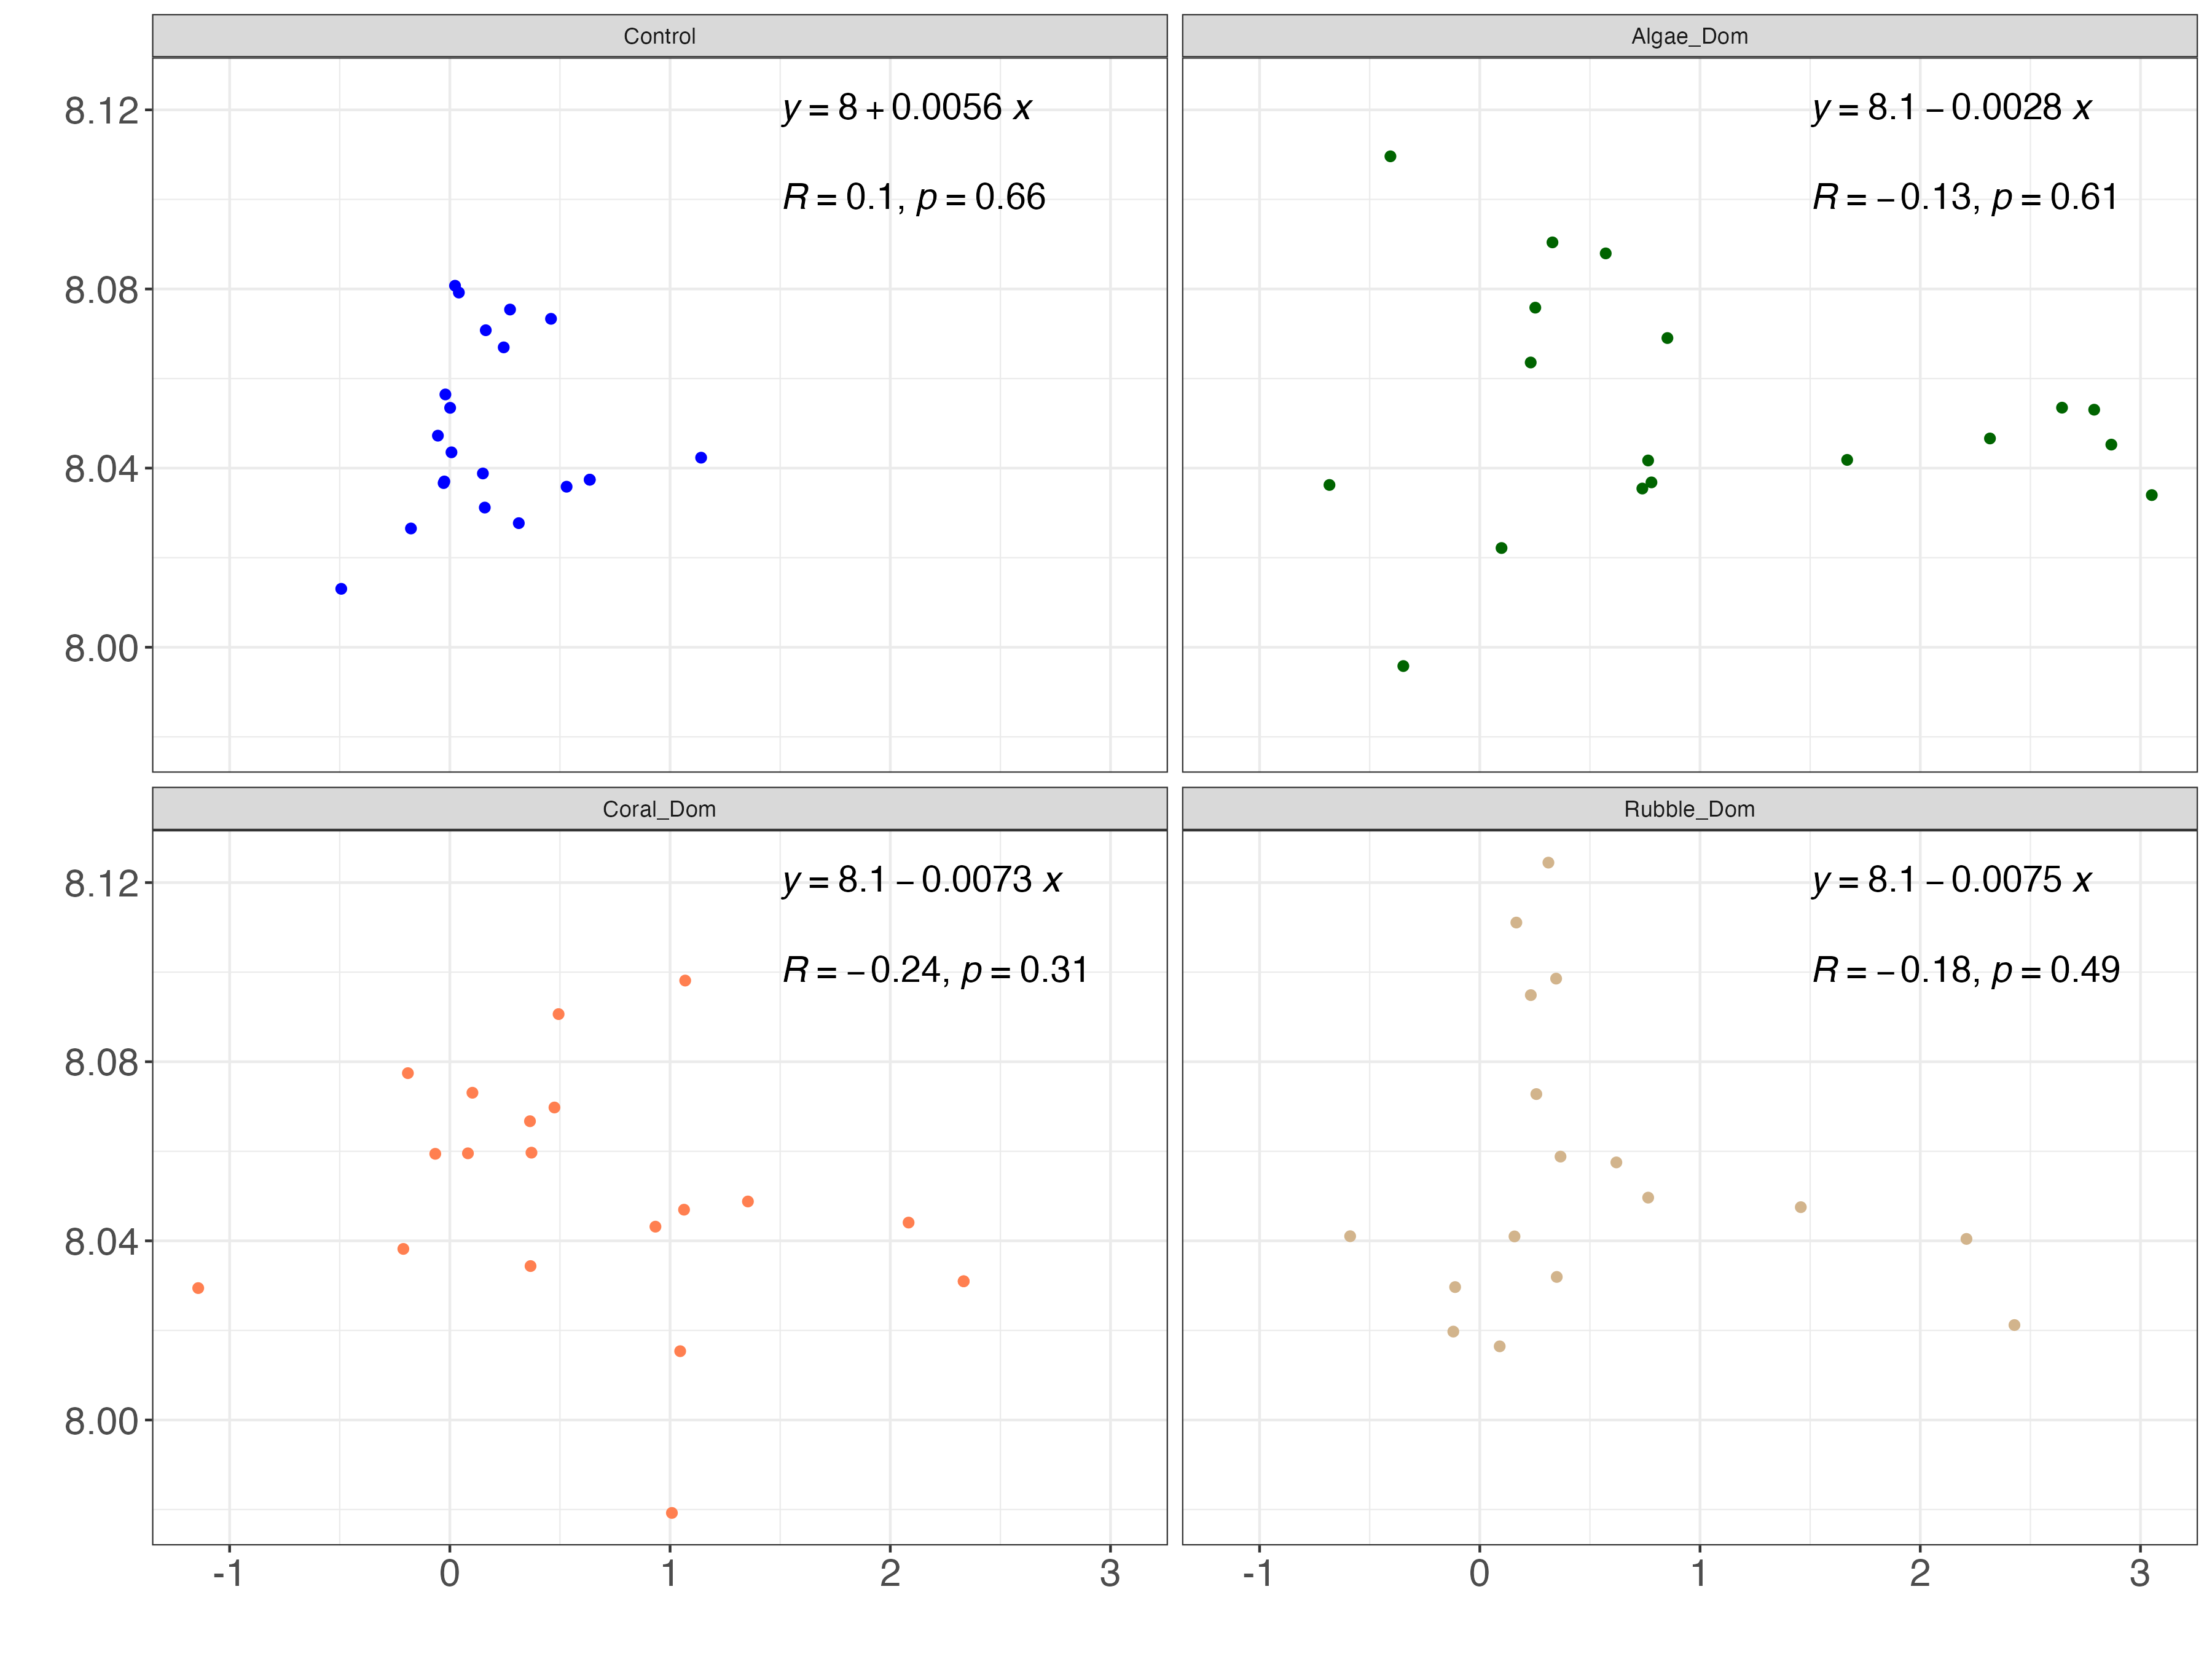 Control
Algae_Dom
8.12
y = 8 + 0.0056 x
y = 8.1 − 0.0028 x
R = 0.1, p = 0.66
R = −0.13, p = 0.61
8.08
8.04
8.00
Coral_Dom
Rubble_Dom
8.12
y = 8.1 − 0.0073 x
y = 8.1 − 0.0075 x
R = −0.24, p = 0.31
R = −0.18, p = 0.49
8.08
8.04
8.00
-1 0 1 2 3
-1 0 1 2 3